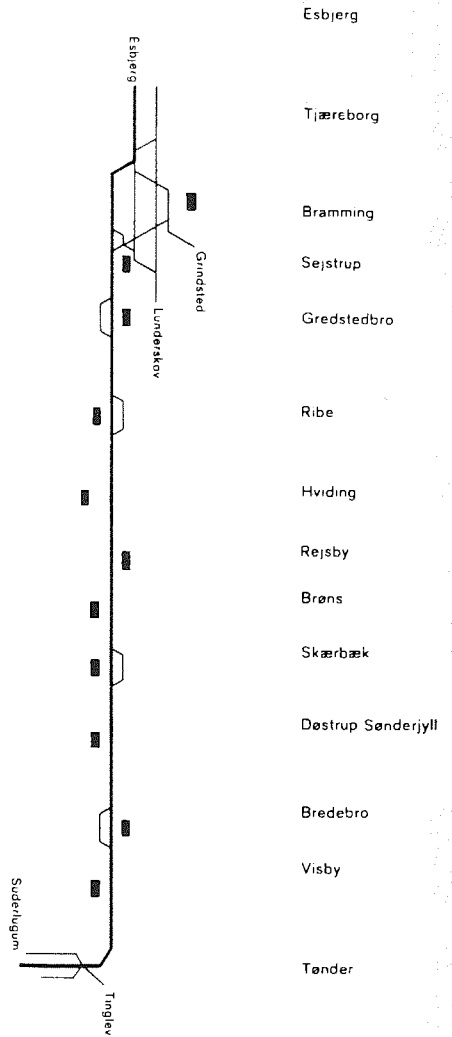 Esbjerg
Tjæreborg
Bramming
Sejstrup
Gredstedbro
Ribe
Hviding
Rejsby
Brøns
Skærbæk
Døstrup Sønderjyll
Bredebro
Visby
Tønder
Esbjerg
Grindsted
Lunderskov
Suderlugum
Tinglev